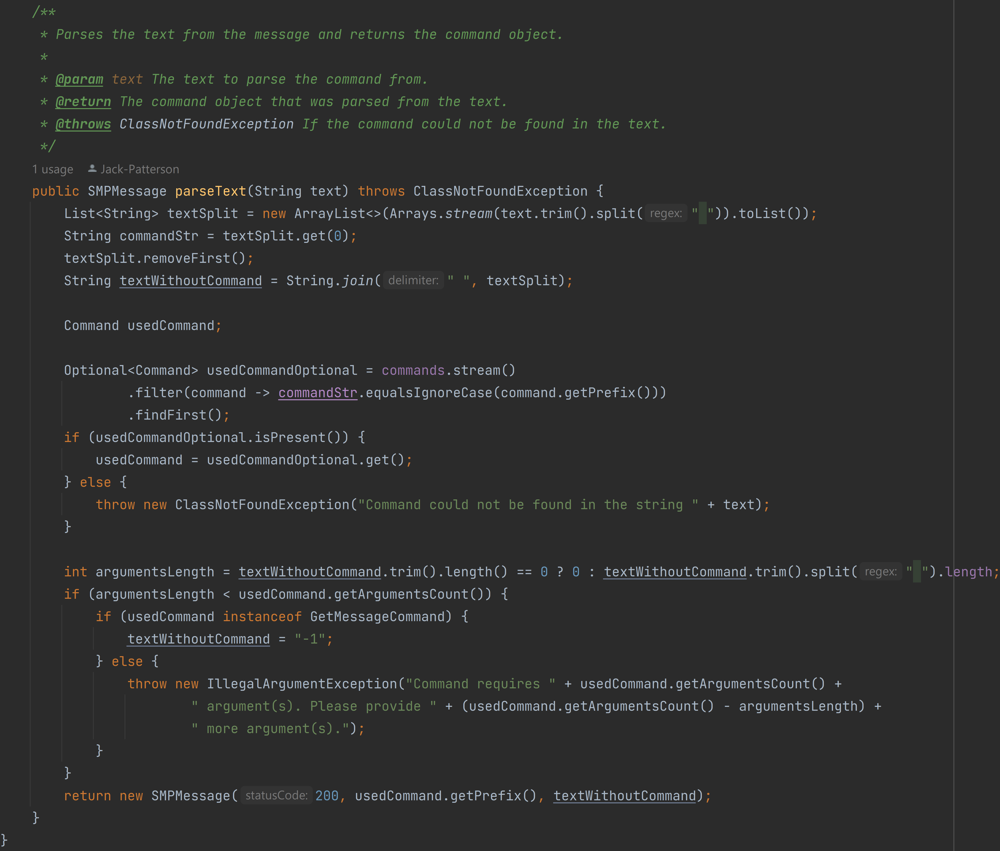 /**
 * Parses the text from the message and returns the command object.
 *
 * @param text The text to parse the command from.
 * @return The command object that was parsed from the text.
 * @throws ClassNotFoundException If the command could not be found in the text.
 */
1 usage Jack-Patterson
public SMPMessage parseText(String text) throws ClassNotFoundException {
    List<String> textSplit = new ArrayList<>(Arrays.stream(text.trim().split( regex: " ")).toList());
    String commandStr = textSplit.get(0);
    textSplit.removeFirst();
    String textWithoutCommand = String.join( delimiter: " ", textSplit);

    Command usedCommand;

    Optional<Command> usedCommandOptional = commands.stream()
            .filter(command -> commandStr.equalsIgnoreCase(command.getPrefix()))
            .findFirst();
    if (usedCommandOptional.isPresent()) {
        usedCommand = usedCommandOptional.get();
    } else {
        throw new ClassNotFoundException("Command could not be found in the string " + text);
    }

    int argumentsLength = textWithoutCommand.trim().length() == 0 ? 0 : textWithoutCommand.trim().split( regex: " ").length;
    if (argumentsLength < usedCommand.getArgumentsCount()) {
        if (usedCommand instanceof GetMessageCommand) {
            textWithoutCommand = "-1";
        } else {
            throw new IllegalArgumentException("Command requires " + usedCommand.getArgumentsCount() +
                    " argument(s). Please provide " + (usedCommand.getArgumentsCount() - argumentsLength) +
                    " more argument(s).");
        }
    }
    return new SMPMessage( statusCode: 200, usedCommand.getPrefix(), textWithoutCommand);
}
}